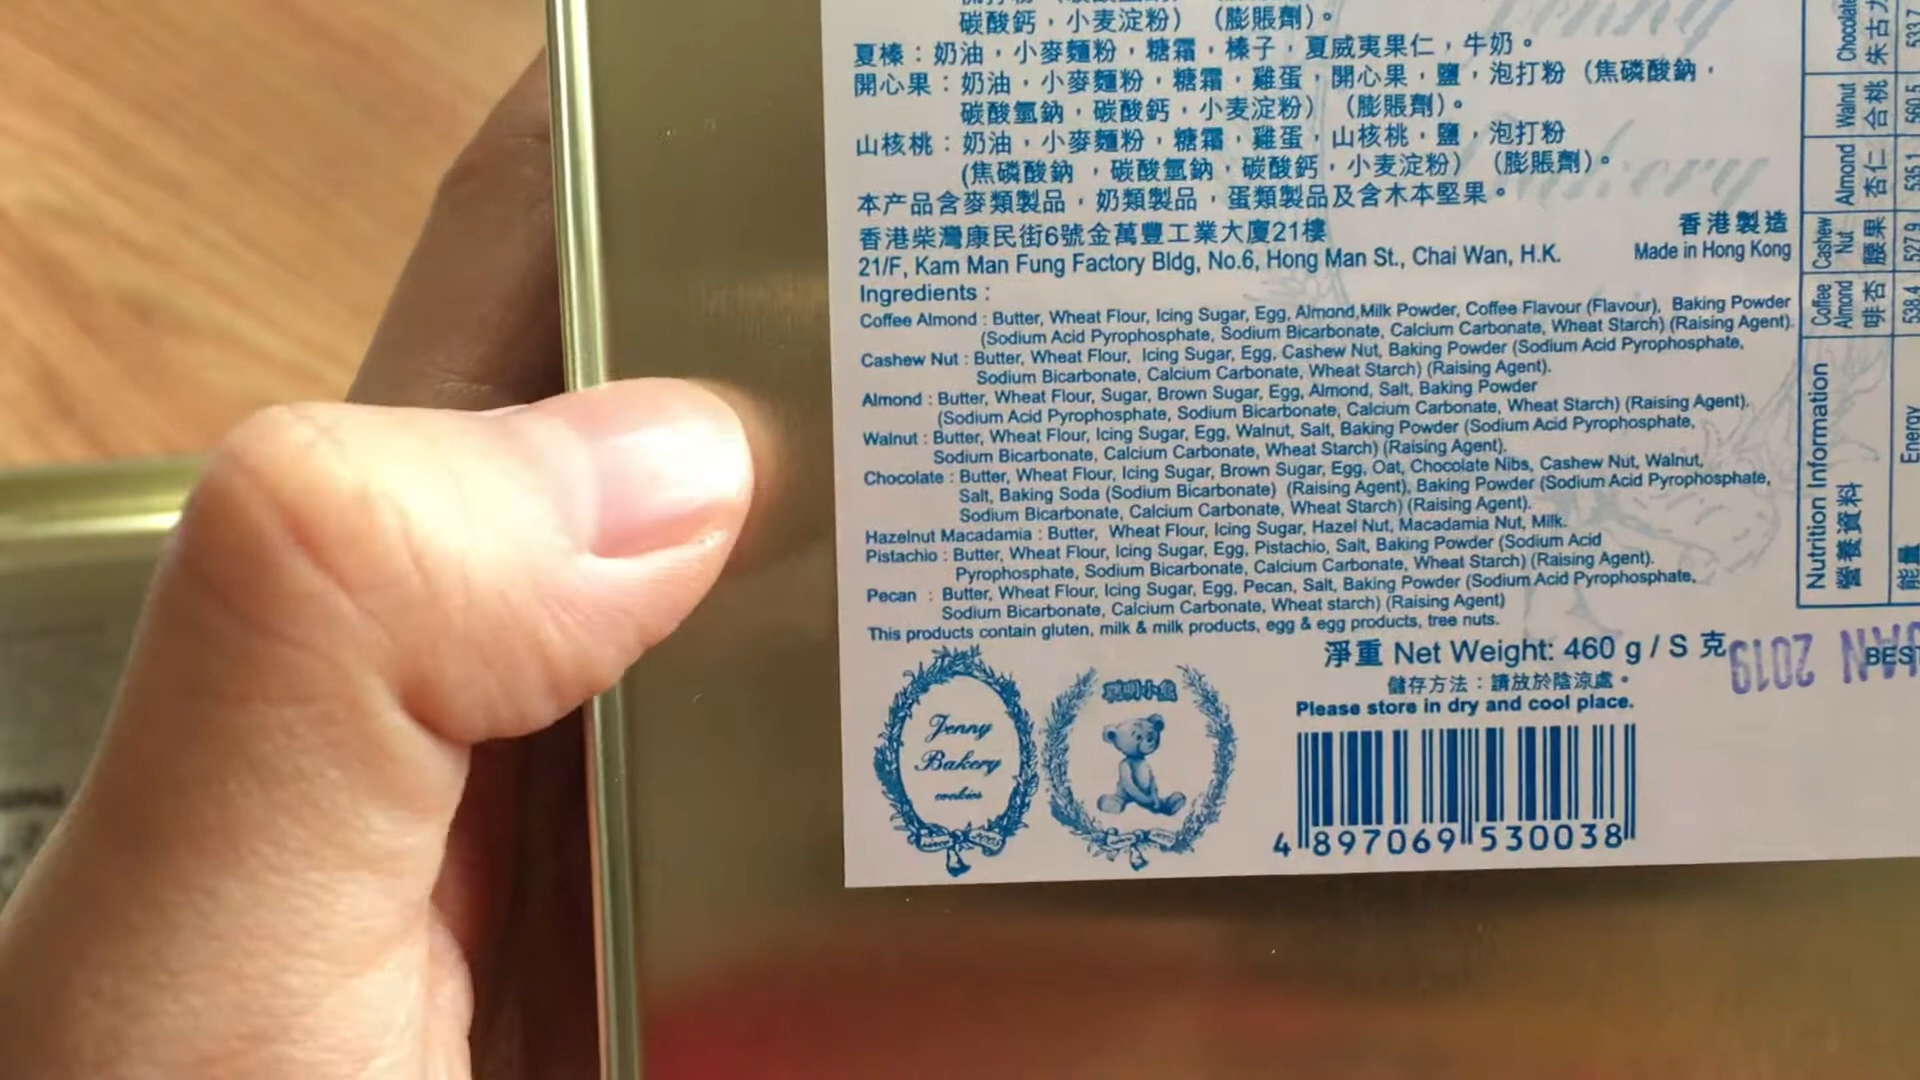 碳酸鈣，小麦淀粉）（膨脹劑）。
夏榛：奶油，小麥麵粉，糖霜，榛子，夏威夷果仁，牛奶。
開心果：奶油，小麥麵粉，糖霜，雞蛋，開心果，鹽，泡打粉（焦磷酸鈉，
碳酸氫鈉，碳酸鈣，小麦淀粉）（膨脹劑）。
山核桃：奶油，小麥麵粉，糖霜，雞蛋，山核桃，鹽，泡打粉
(焦磷酸鈉，碳酸氫鈉，碳酸鈣，小麦淀粉）（膨脹劑）。
本产品含麥類製品，奶類製品，蛋類製品及含木本堅果。
香港柴灣康民街6號金萬豐工業大廈21樓
香港製造
21/F, Kam Man Fung Factory Bldg, No.6, Hong Man St., Chai Wan, H.K.
Made in Hong Kong
Ingredients :
Coffee Almond : Butter, Wheat Flour, Icing Sugar, Egg, Almond,Milk Powder, Coffee Flavour (Flavour), Baking Powder
(Sodium Acid Pyrophosphate, Sodium Bicarbonate, Calcium Carbonate, Wheat Starch) (Raising Agent).
Cashew Nut : Butter, Wheat Flour, Icing Sugar, Egg, Cashew Nut, Baking Powder (Sodium Acid Pyrophosphate,
Sodium Bicarbonate, Calcium Carbonate, Wheat Starch) (Raising Agent).
Almond : Butter, Wheat Flour, Sugar, Brown Sugar, Egg, Almond, Salt, Baking Powder
(Sodium Acid Pyrophosphate, Sodium Bicarbonate, Calcium Carbonate, Wheat Starch) (Raising Agent).
Walnut : Butter, Wheat Flour, Icing Sugar, Egg, Walnut, Salt, Baking Powder (Sodium Acid Pyrophosphate,
Sodium Bicarbonate, Calcium Carbonate, Wheat Starch) (Raising Agent).
Chocolate : Butter, Wheat Flour, Icing Sugar, Brown Sugar, Egg, Oat, Chocolate Nibs, Cashew Nut, Walnut,
Salt, Baking Soda (Sodium Bicarbonate) (Raising Agent), Baking Powder (Sodium Acid Pyrophosphate,
Sodium Bicarbonate, Calcium Carbonate, Wheat Starch) (Raising Agent).
Hazelnut Macadamia : Butter, Wheat Flour, Icing Sugar, Hazel Nut, Macadamia Nut, Milk.
Pistachio : Butter, Wheat Flour, Icing Sugar, Egg, Pistachio, Salt, Baking Powder (Sodium Acid
Pyrophosphate, Sodium Bicarbonate, Calcium Carbonate, Wheat Starch) (Raising Agent).
Pecan : Butter, Wheat Flour, Icing Sugar, Egg, Pecan, Salt, Baking Powder (Sodium Acid Pyrophosphate,
Sodium Bicarbonate, Calcium Carbonate, Wheat starch) (Raising Agent)
This products contain gluten, milk & milk products, egg & egg products, tree nuts.
淨重 Net Weight: 460 g / S 克
儲存方法：請放於陰涼處。
Please store in dry and cool place.
4 897069 530038
Jenny
Bakery
cookies
since 2005
聰明小熊
Nutrition Information
營養資料
Coffee Almond
啡杏
Cashew Nut
腰果
Almond
杏仁
Walnut
合桃
Chocolate
朱古力
能量 Energy
538.4
527.9
535.1
560.5
533.7
BEST
JAN 2019